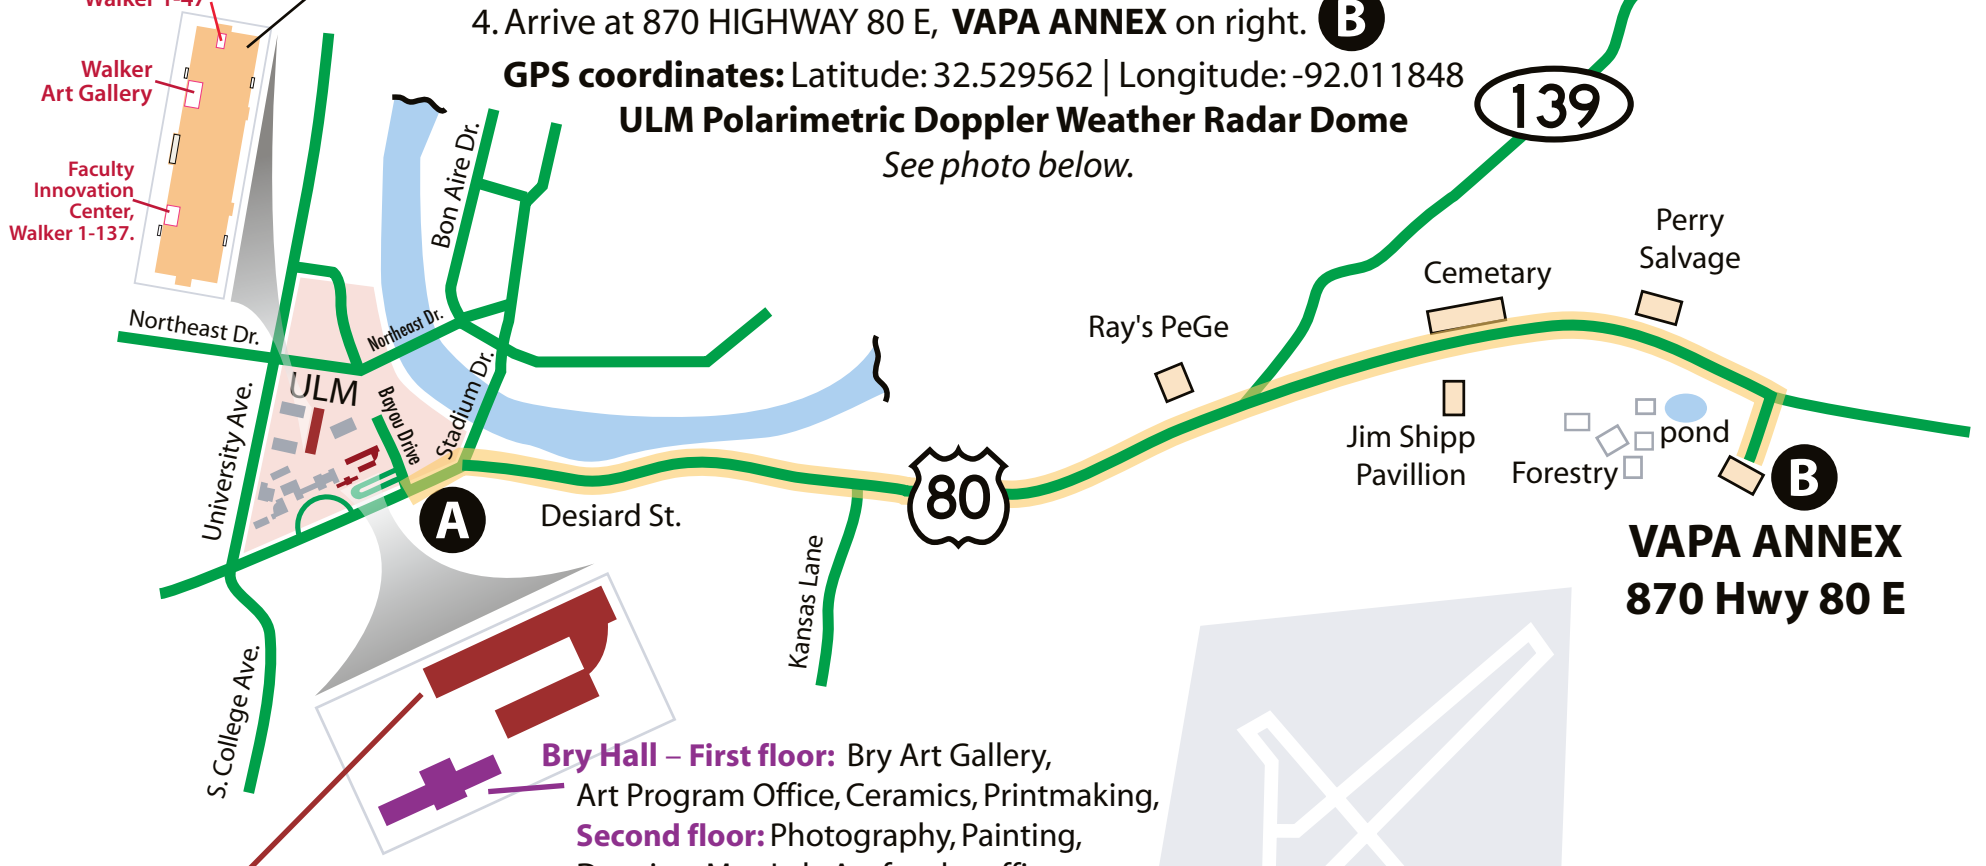 Walker 1-47
4. Arrive at 870 HIGHWAY 80 E, VAPA ANNEX on right. B
GPS coordinates: Latitude: 32.529562 | Longitude: -92.011848
ULM Polarimetric Doppler Weather Radar Dome
See photo below.
139
Walker
Art Gallery
Faculty
Innovation
Center,
Walker 1-137.
Bon Aire Dr.
Northeast Dr.
Northeast Dr.
ULM
Bayou Drive
Stadium Dr.
University Ave.
A
Desiard St.
80
Kansas Lane
S. College Ave.
Ray's PeGe
Cemetary
Perry
Salvage
Jim Shipp
Pavillion
Forestry
pond
B
VAPA ANNEX
870 Hwy 80 E
Bry Hall – First floor: Bry Art Gallery,
Art Program Office, Ceramics, Printmaking,
Second floor: Photography, Painting,